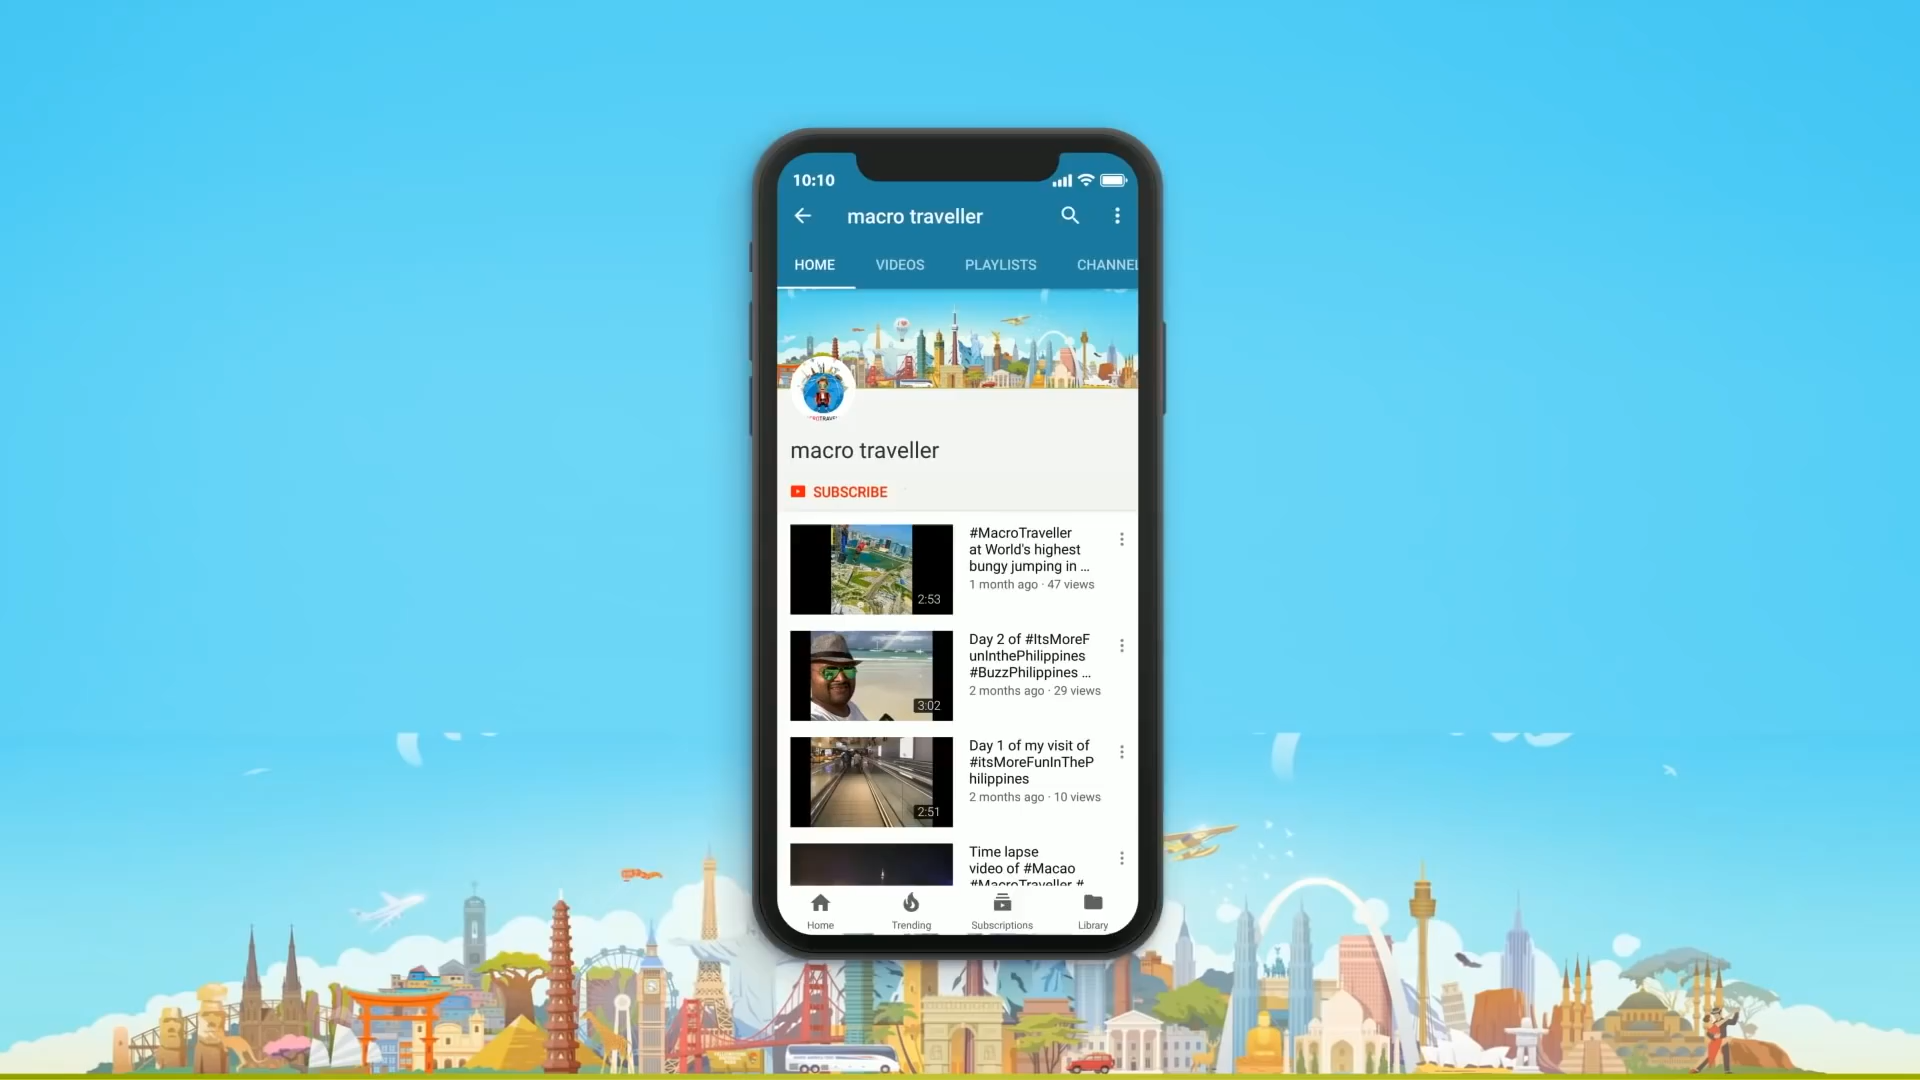 10:10
macro traveller
HOME VIDEOS PLAYLISTS CHANNEL
macro traveller
SUBSCRIBE
#MacroTraveller
at World's highest
bungy jumping in ...
1 month ago · 47 views
2:53
Day 2 of #ItsMoreF
unInthePhilippines
#BuzzPhilippines ...
2 months ago · 29 views
3:02
Day 1 of my visit of
#itsMoreFunInTheP
hilippines
2 months ago · 10 views
2:51
Time lapse
video of #Macao
#MacroTraveller #
Home Trending Subscriptions Library